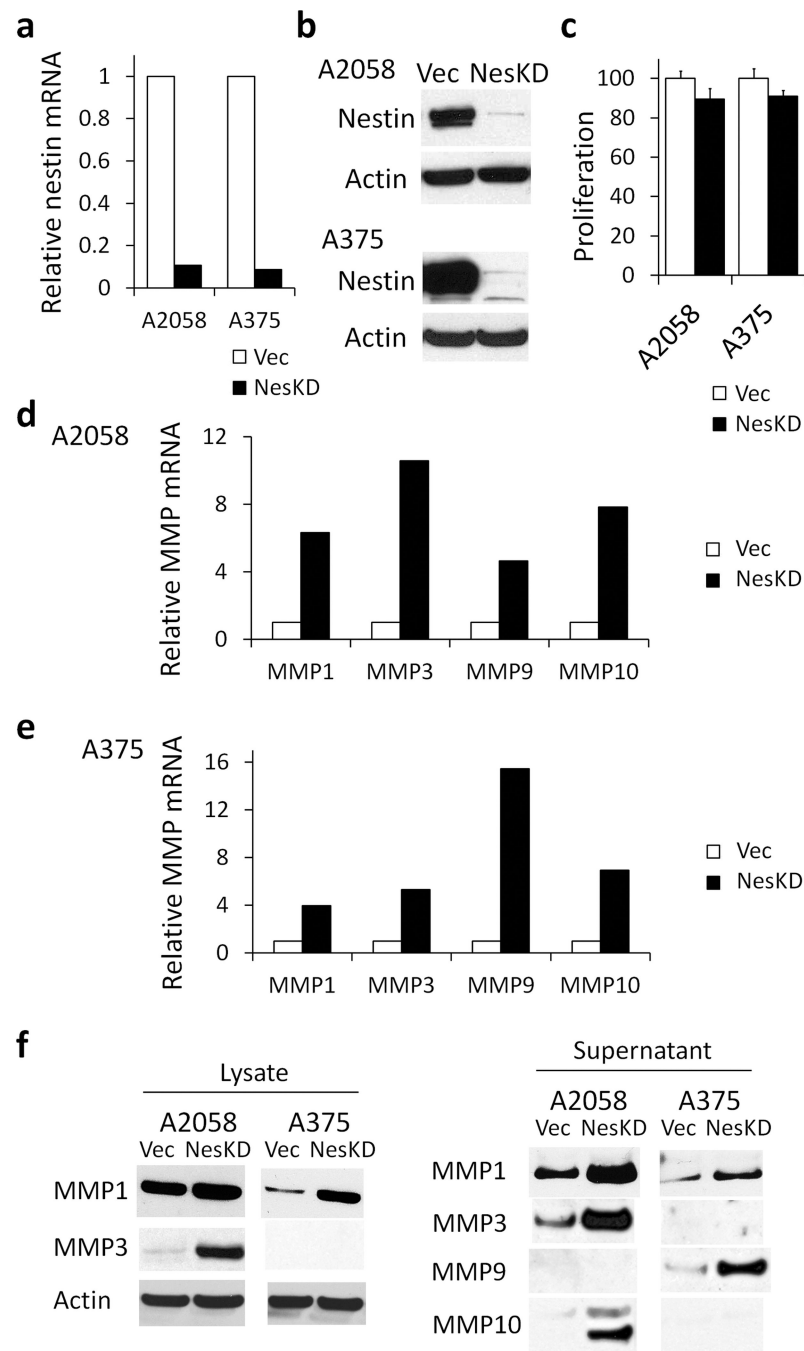 a
Relative nestin mRNA
1
0.8
0.6
0.4
0.2
0
A2058 A375
Vec
NesKD
b
A2058 Vec NesKD
Nestin
Actin
A375
Nestin
Actin
c
Proliferation
100
80
60
40
20
0
A2058 A375
Vec
NesKD
d
A2058
Relative MMP mRNA
12
8
4
0
MMP1 MMP3 MMP9 MMP10
Vec
NesKD
e
A375
Relative MMP mRNA
16
12
8
4
0
MMP1 MMP3 MMP9 MMP10
Vec
NesKD
f
Lysate
A2058 A375
Vec NesKD Vec NesKD
MMP1
MMP3
Actin
Supernatant
A2058 A375
Vec NesKD Vec NesKD
MMP1
MMP3
MMP9
MMP10